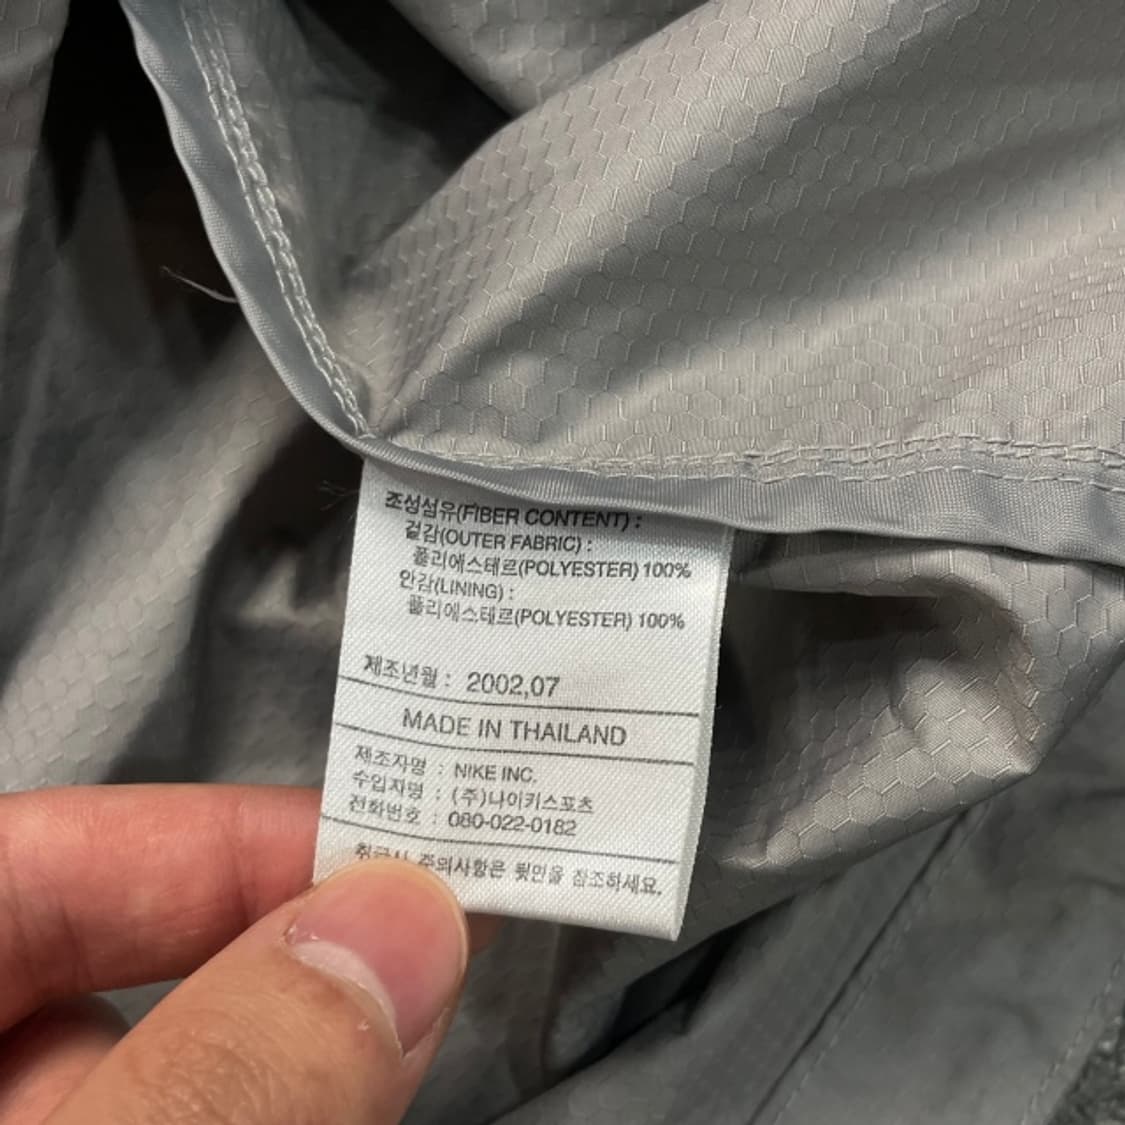 조성섬유(FIBER CONTENT) :
겉감(OUTER FABRIC) :
폴리에스테르(POLYESTER) 100%
안감(LINING) :
폴리에스테르(POLYESTER) 100%
제조년월 : 2002,07
MADE IN THAILAND
제조자명 : NIKE INC.
수입자명 : (주)나이키스포츠
전화번호 : 080-022-0182
취급시 주의사항은 뒷면을 참조하세요.